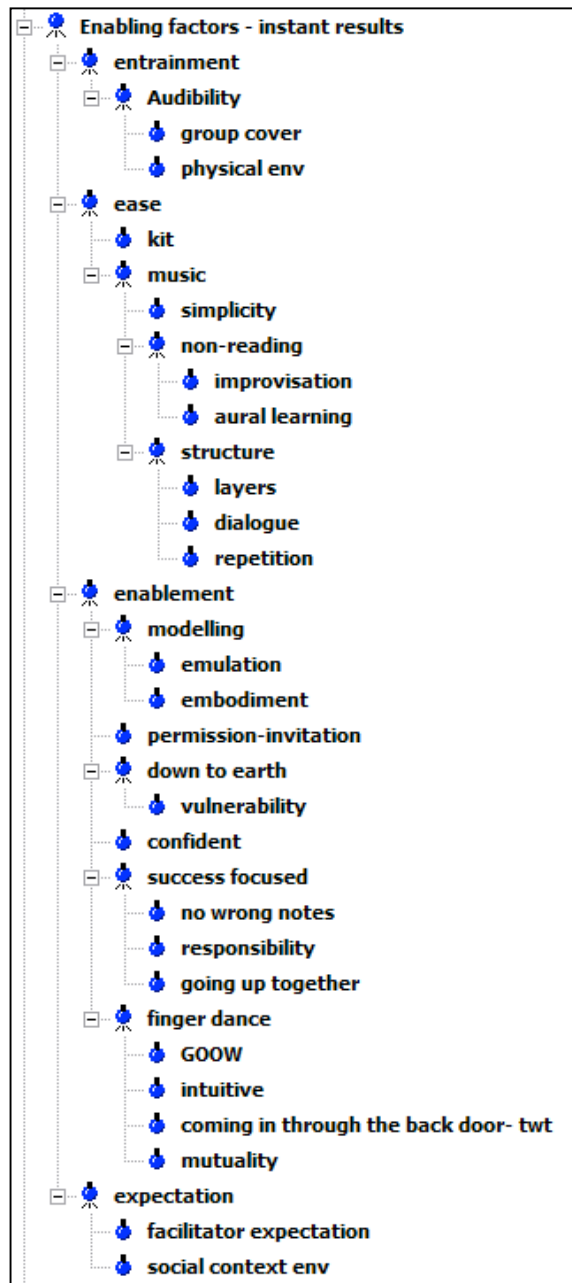 Enabling factors - instant results
entrainment
Audibility
group cover
physical env
ease
kit
music
simplicity
non-reading
improvisation
aural learning
structure
layers
dialogue
repetition
enablement
modelling
emulation
embodiment
permission-invitation
down to earth
vulnerability
confident
success focused
no wrong notes
responsibility
going up together
finger dance
GOOW
intuitive
coming in through the back door- twt
mutuality
expectation
facilitator expectation
social context env